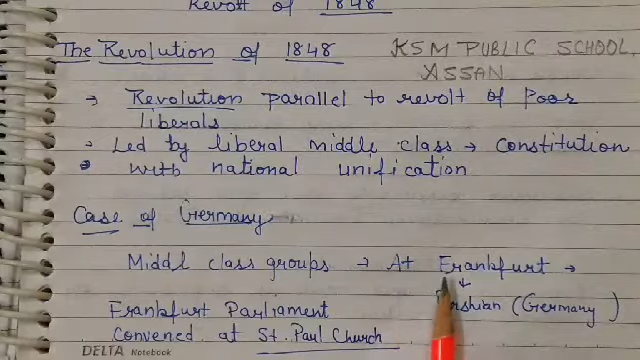 Revolt of 1848
The Revolution of 1848
KSM PUBLIC SCHOOL,
ASSAN
→ Revolution parallel to revolt of Poor
liberals
Led by liberal middle class → constitution
with national unification
Case of Germany
Middl class groups → At Frankfurt →
(Germany)
Frankfurt Parliament
Convened at St. Paul Church
DELTA Notebook